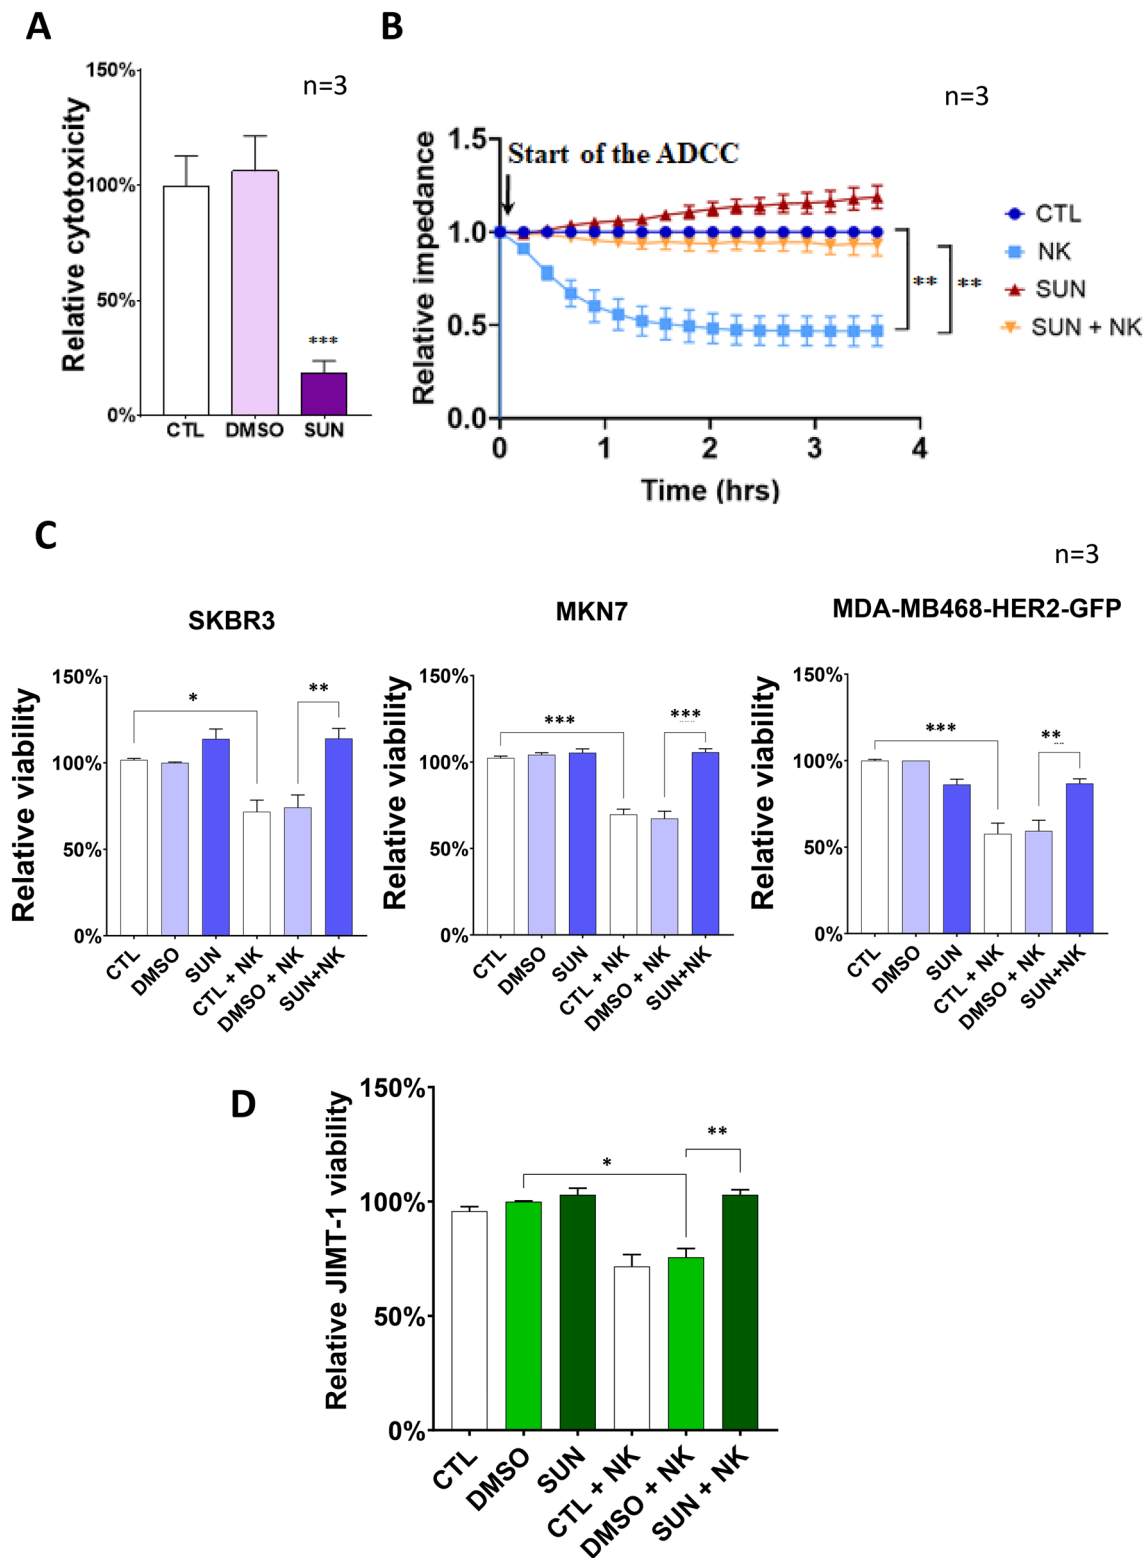 A
n=3
150%
100%
50%
0%
Relative cytotoxicity
***
CTL
DMSO
SUN
B
n=3
1.5
1.0
0.5
0.0
Relative impedance
Start of the ADCC
**
**
CTL
NK
SUN
SUN + NK
0
1
2
3
4
Time (hrs)
C
n=3
SKBR3
150%
100%
50%
0%
Relative viability
*
**
CTL
DMSO
SUN
CTL + NK
DMSO + NK
SUN+NK
MKN7
150%
100%
50%
0%
Relative viability
***
***
CTL
DMSO
SUN
CTL + NK
DMSO + NK
SUN+NK
MDA-MB468-HER2-GFP
150%
100%
50%
0%
Relative viability
***
**
CTL
DMSO
SUN
CTL + NK
DMSO + NK
SUN+NK
D
150%
100%
50%
0%
Relative JIMT-1 viability
*
**
CTL
DMSO
SUN
CTL + NK
DMSO + NK
SUN + NK